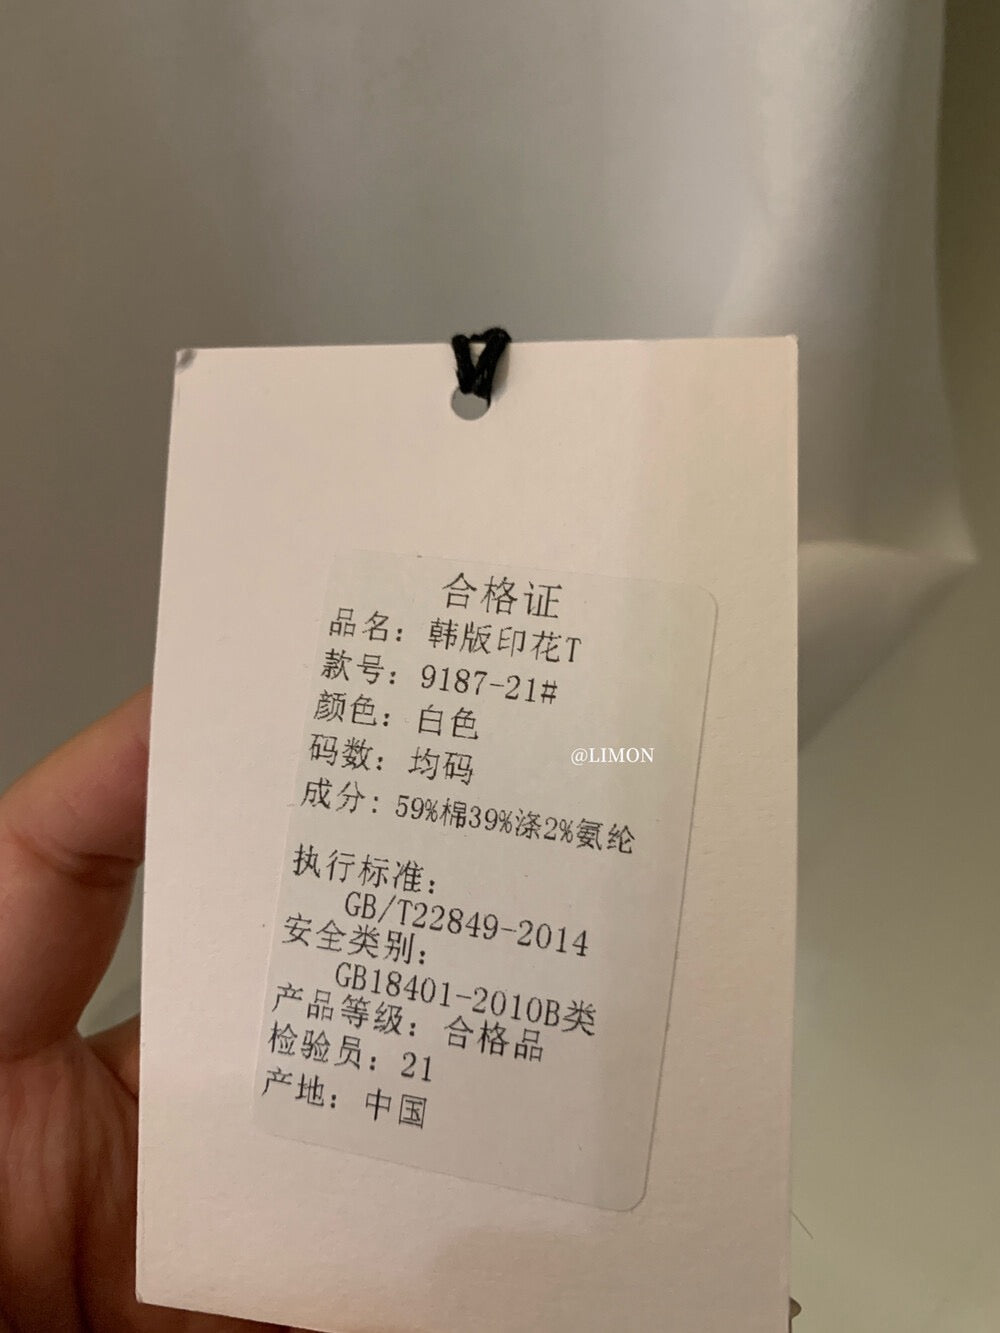 合格证
品名：韩版印花T
款号：9187-21#
颜色：白色
码数：均码
成分：59%棉39%涤2%氨纶
执行标准：
GB/T22849-2014
安全类别：
GB18401-2010B类
产品等级：合格品
检验员：21
产地：中国
@LIMON